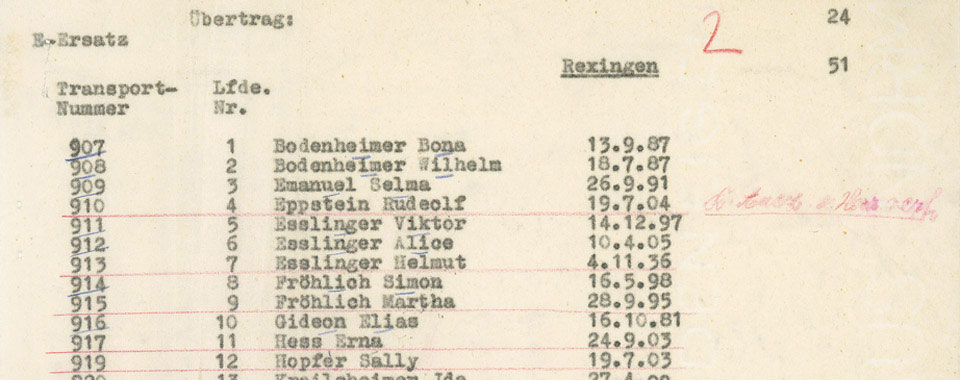 Übertrag: 24
E-Ersatz
2
Rexingen 51
Transport- Lfde.
Nummer Nr.
907 1 Bodenheimer Bona 13.9.87
908 2 Bodenheimer Wilhelm 18.7.87
909 3 Emanuel Selma 26.9.91
910 4 Eppstein Rudeolf 19.7.04
911 5 Esslinger Viktor 14.12.97
912 6 Esslinger Alice 10.4.05
913 7 Esslinger Helmut 4.11.36
914 8 Fröhlich Simon 16.5.98
915 9 Fröhlich Martha 28.9.95
916 10 Gideon Elias 16.10.81
917 11 Hess Erna 24.9.03
919 12 Hopfer Sally 19.7.03